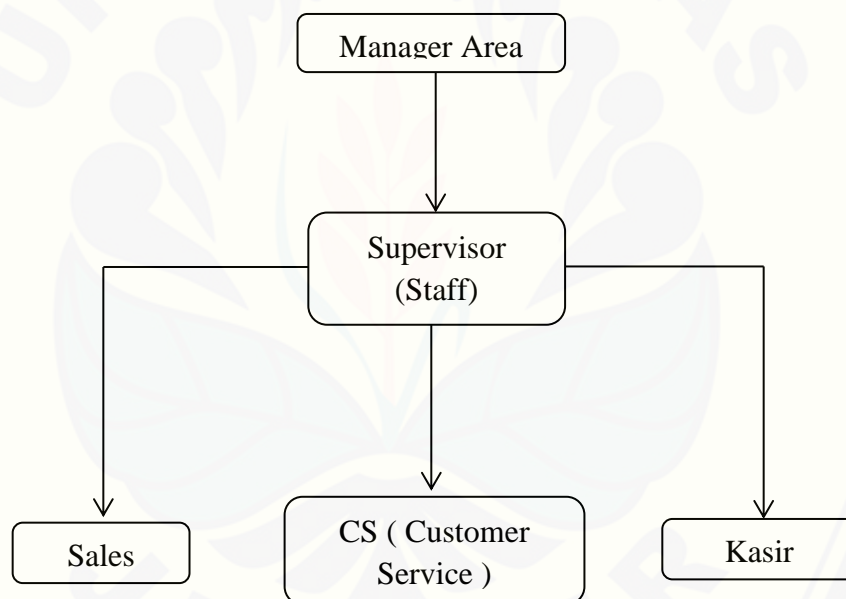 Manager Area
Supervisor
(Staff)
Sales
CS ( Customer
Service )
Kasir